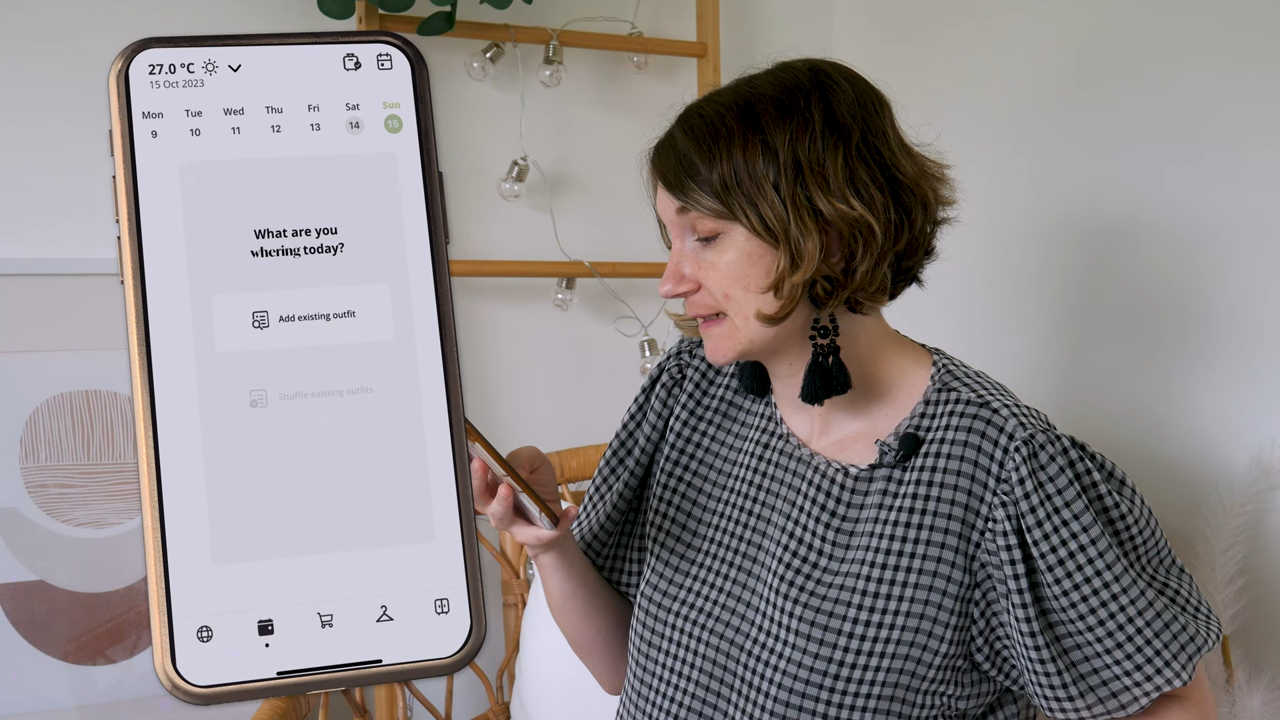 27.0 °C
15 Oct 2023
Mon Tue Wed Thu Fri Sat Sun
9 10 11 12 13 14 15
What are you
whering today?
Add existing outfit
Shuffle existing outfits